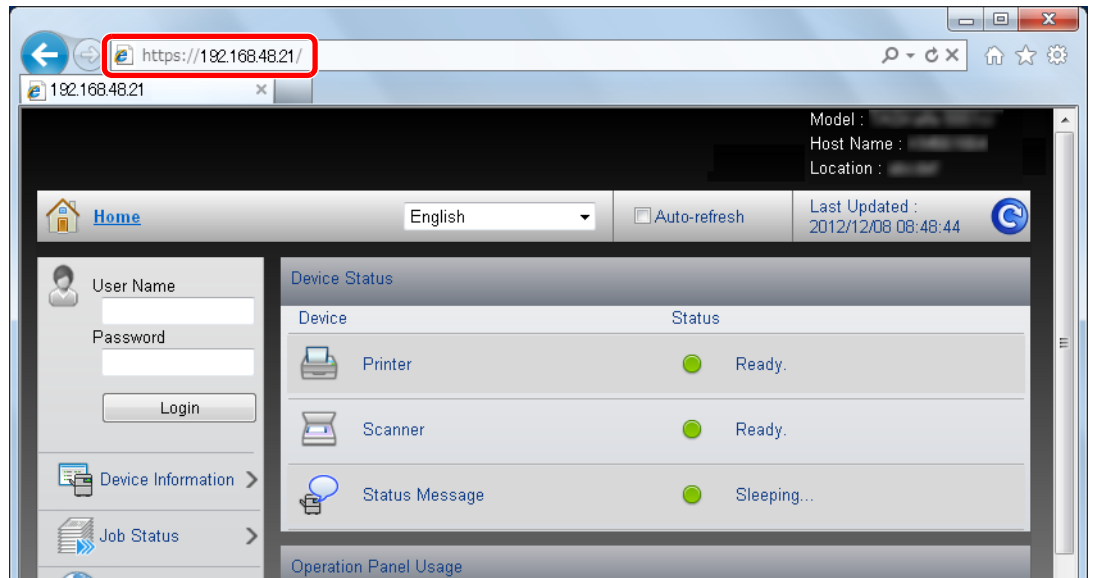 https://192.168.48.21/
192.168.48.21
Model :
Host Name :
Location :
Home
English
Auto-refresh
Last Updated :
2012/12/08 08:48:44
User Name
Password
Login
Device Information
Job Status
Device Status
Device Status
Printer Ready.
Scanner Ready.
Status Message Sleeping...
Operation Panel Usage